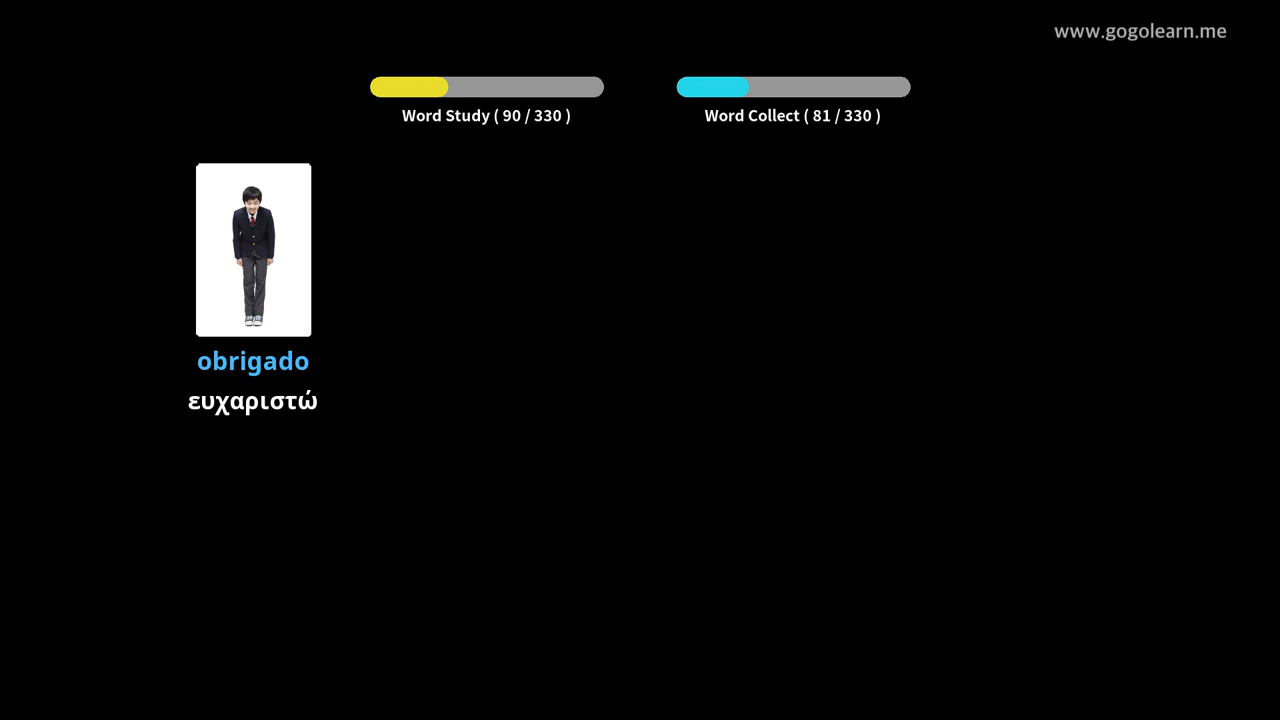 www.gogolearn.me
Word Study ( 90 / 330 )
Word Collect ( 81 / 330 )
obrigado
ευχαριστώ